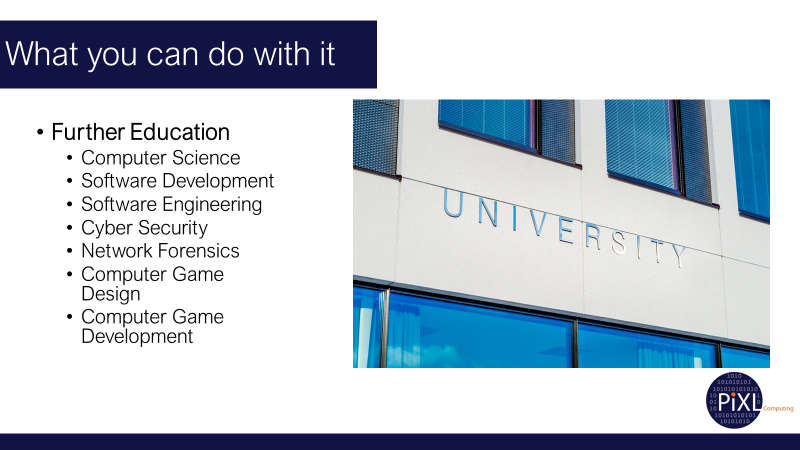 What you can do with it
• Further Education
• Computer Science
• Software Development
• Software Engineering
• Cyber Security
• Network Forensics
• Computer Game
Design
• Computer Game
Development
UNIVERSITY
PiXL
Computing